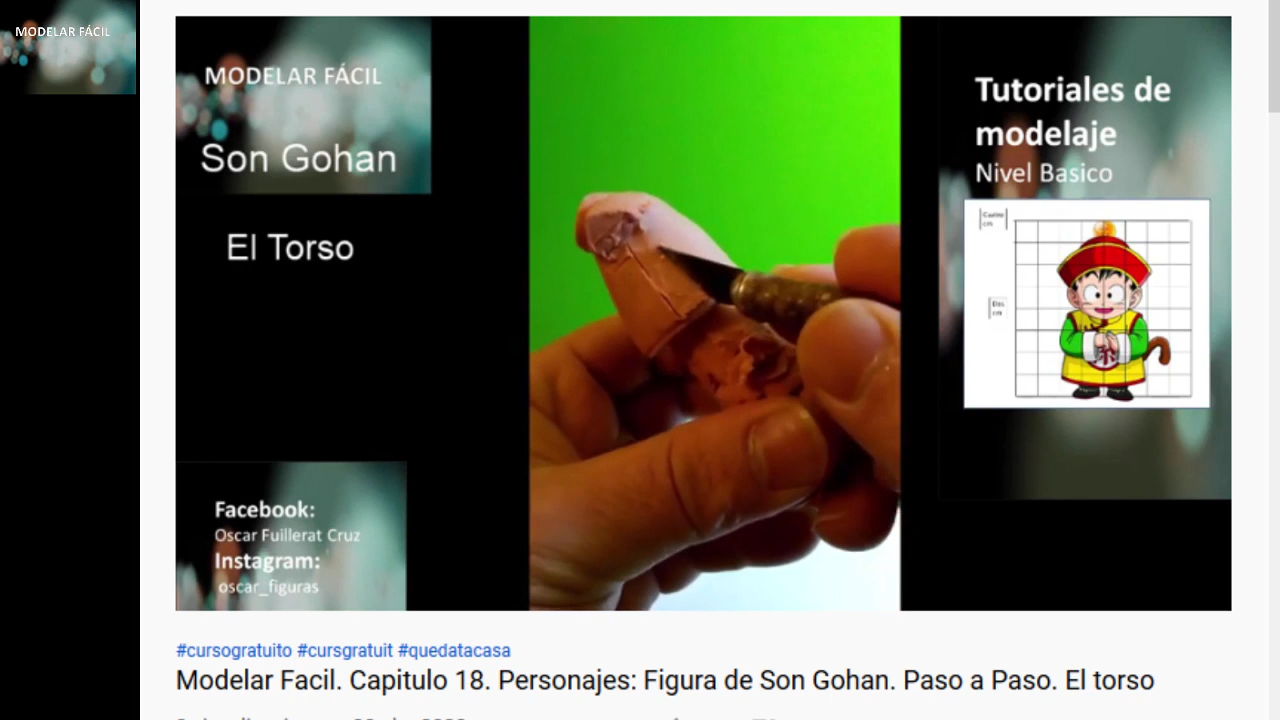 MODELAR FÁCIL
MODELAR FÁCIL
Son Gohan
El Torso
Tutoriales de
modelaje
Nivel Basico
Facebook:
Oscar Fuillerat Cruz
Instagram:
oscar_figuras
#cursogratuito #cursgratuit #quedatacasa
Modelar Facil. Capitulo 18. Personajes: Figura de Son Gohan. Paso a Paso. El torso